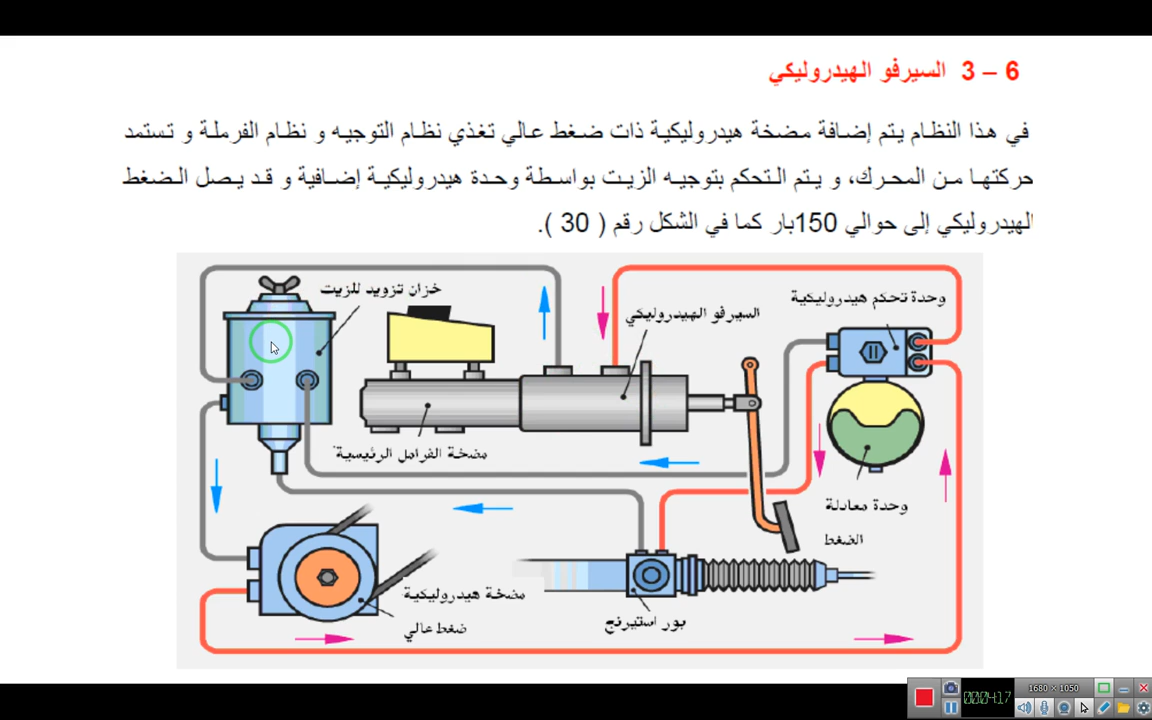 6 – 3 السيرفو الهيدروليكي
في هذا النظام يتم إضافة مضخة هيدروليكية ذات ضغط عالي تغذي نظام التوجيه و نظام الفرملة و تستمد
حركتها من المحرك، و يتم التحكم بتوجيه الزيت بواسطة وحدة هيدروليكية إضافية و قد يصل الضغط
الهيدروليكي إلى حوالي 150بار كما في الشكل رقم ( 30 ).
خزان تزويد للزيت
وحدة تحكم هيدروليكية
السيرفو الهيدروليكي
مضخة الفرامل الرئيسية
وحدة معادلة
الضغط
مضخة هيدروليكية
ضغط عالي
بور استيرنج
1680 × 1050
000417